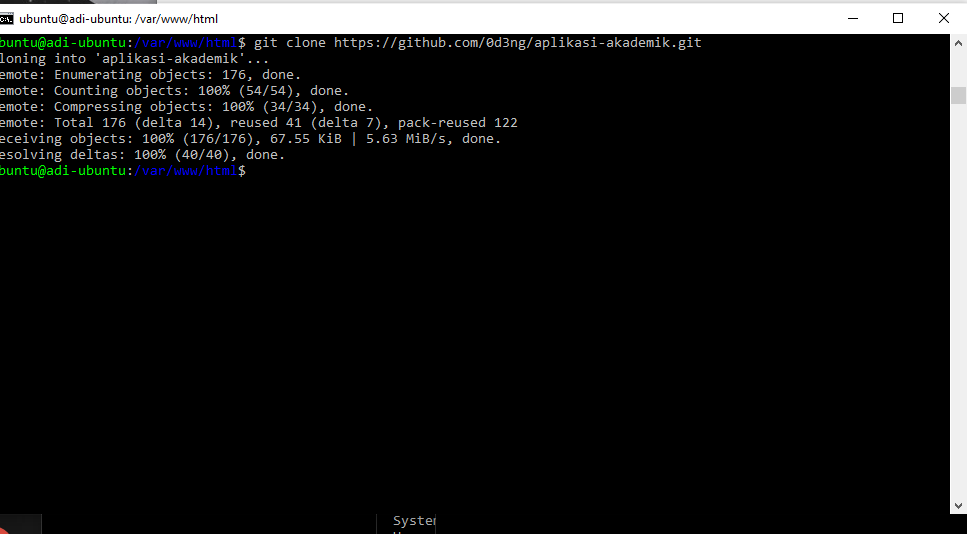 ubuntu@adi-ubuntu: /var/www/html
buntu@adi-ubuntu:/var/www/html$ git clone https://github.com/0d3ng/aplikasi-akademik.git
loning into 'aplikasi-akademik'...
emote: Enumerating objects: 176, done.
emote: Counting objects: 100% (54/54), done.
emote: Compressing objects: 100% (34/34), done.
emote: Total 176 (delta 14), reused 41 (delta 7), pack-reused 122
eceiving objects: 100% (176/176), 67.55 KiB | 5.63 MiB/s, done.
esolving deltas: 100% (40/40), done.
buntu@adi-ubuntu:/var/www/html$
System